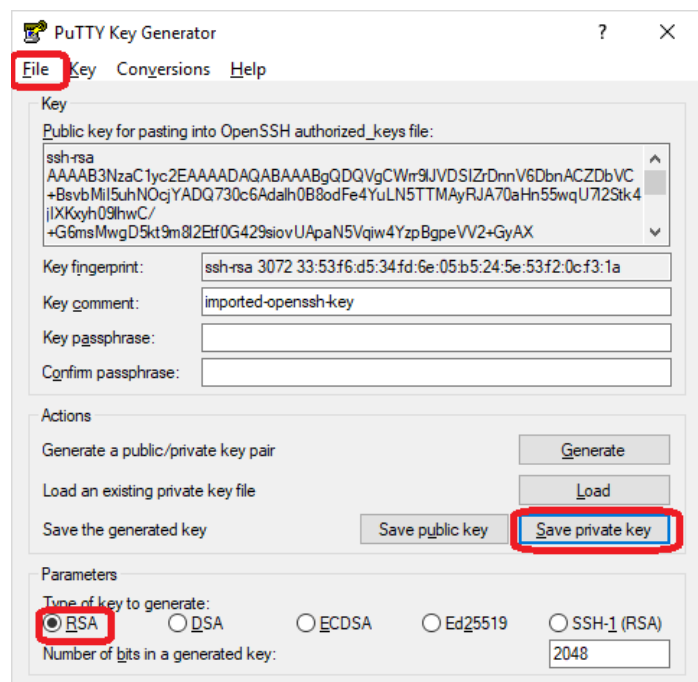 PuTTY Key Generator ?
File Key Conversions Help
Key
Public key for pasting into OpenSSH authorized_keys file:
ssh-rsa
AAAAB3NzaC1yc2EAAAADAQABAAABgQDQVgCWrr9IJVDSIZrDnnV6DbnACZDbVC
+BsvbMiI5uhNOcjYADQ730c6Adalh0B8odFe4YuLN5TTMAyRJA70aHn55wqU7l2Stk4
jIXKxyh09IhwC/
+G6msMwgD5kt9m8I2Etf0G429siovUApaN5Vqiw4YzpBgpeVV2+GyAX
Key fingerprint: ssh-rsa 3072 33:53:f6:d5:34:fd:6e:05:b5:24:5e:53:f2:0c:f3:1a
Key comment: imported-openssh-key
Key passphrase:
Confirm passphrase:
Actions
Generate a public/private key pair Generate
Load an existing private key file Load
Save the generated key Save public key Save private key
Parameters
Type of key to generate:
RSA DSA ECDSA Ed25519 SSH-1 (RSA)
Number of bits in a generated key: 2048